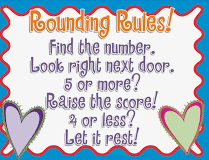 Rounding Rules!
Find the number.
Look right next door.
5 or more?
Raise the score!
4 or less?
Let it rest!